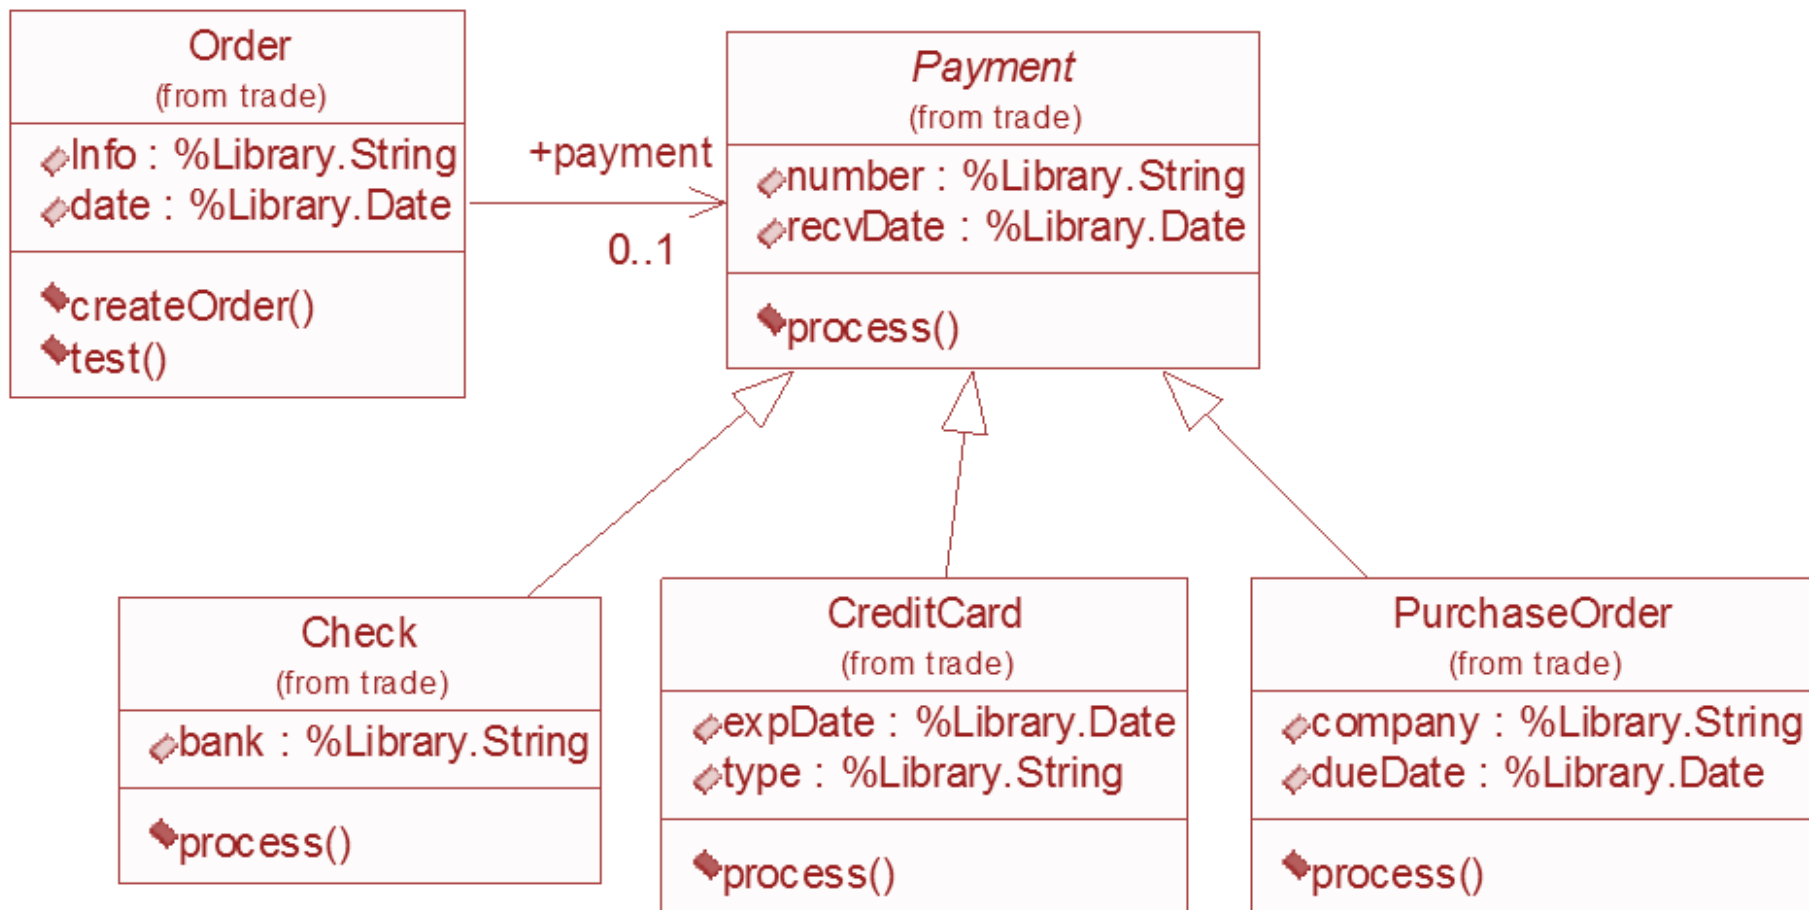 Order
(from trade)
Info : %Library.String
date : %Library.Date
createOrder()
test()
+payment
0..1
Payment
(from trade)
number : %Library.String
recvDate : %Library.Date
process()
Check
(from trade)
bank : %Library.String
process()
CreditCard
(from trade)
expDate : %Library.Date
type : %Library.String
process()
PurchaseOrder
(from trade)
company : %Library.String
dueDate : %Library.Date
process()